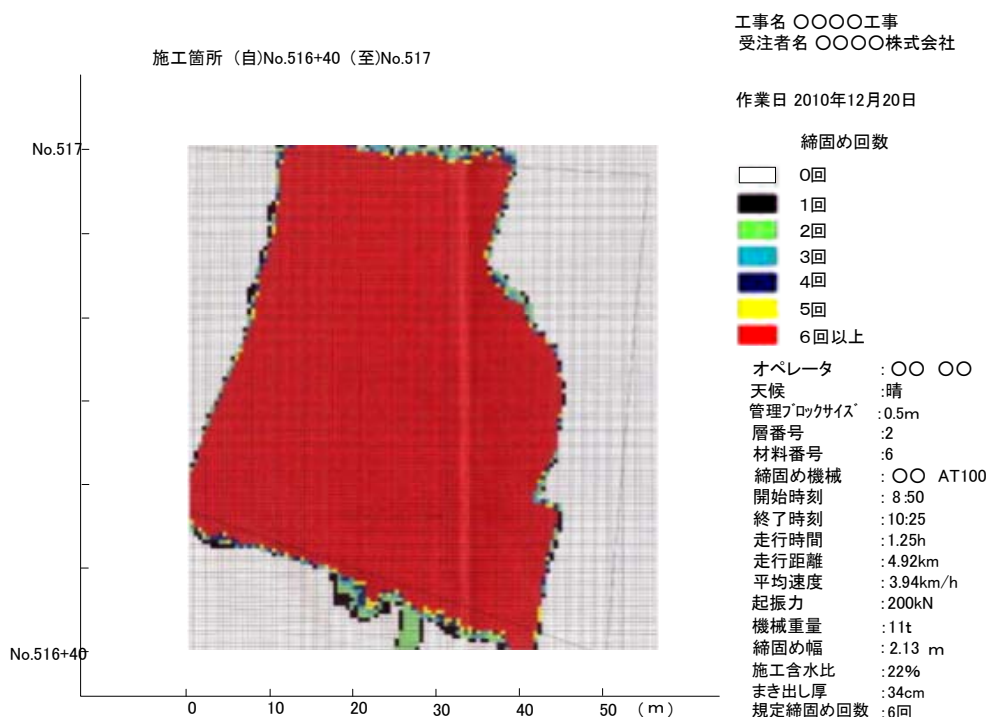 工事名 〇〇〇〇工事
受注者名 〇〇〇〇株式会社
施工箇所 (自)No.516+40 (至)No.517
作業日 2010年12月20日
締固め回数
0回
1回
2回
3回
4回
5回
6回以上
No.517
No.516+40
0 10 20 30 40 50 (m)
オペレータ :〇〇 〇〇
天候 :晴
管理ブロックサイズ :0.5m
層番号 :2
材料番号 :6
締固め機械 :〇〇 AT100
開始時刻 :8:50
終了時刻 :10:25
走行時間 :1.25h
走行距離 :4.92km
平均速度 :3.94km/h
起振力 :200kN
機械重量 :11t
締固め幅 :2.13 m
施工含水比 :22%
まき出し厚 :34cm
規定締固め回数 :6回